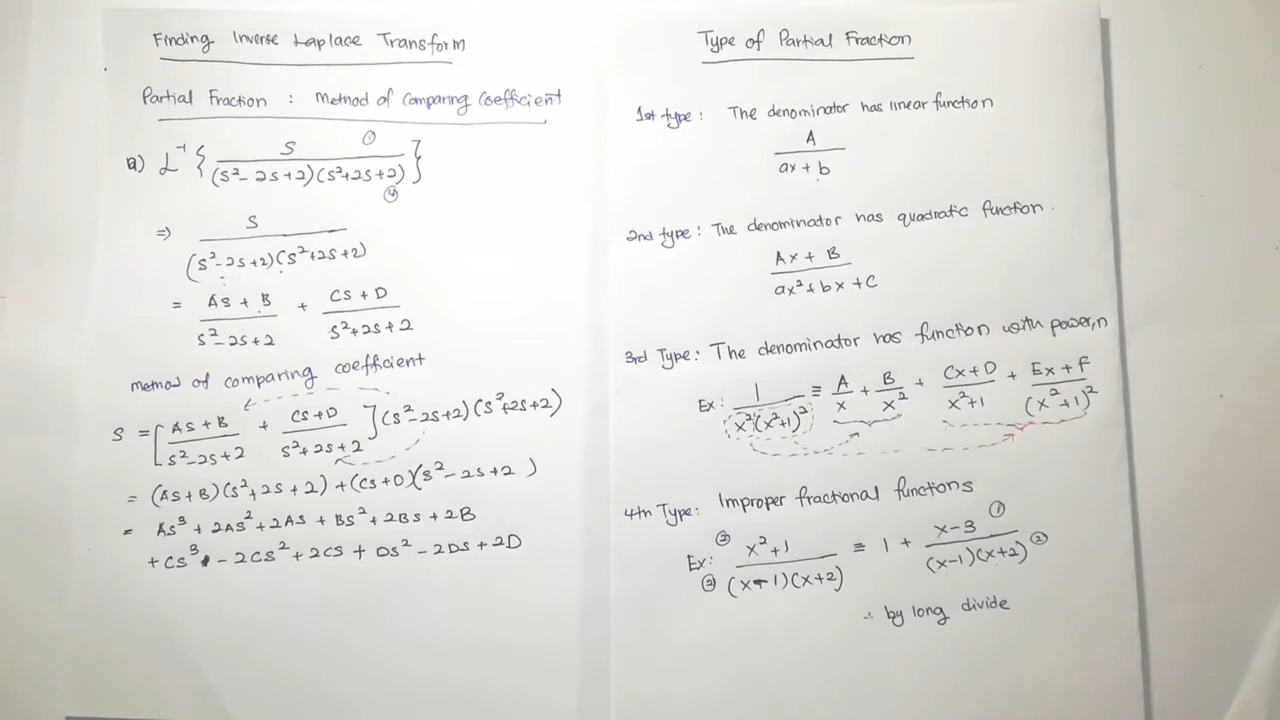 Finding Inverse Laplace Transform
Partial Fraction : Method of Comparing Coefficient
a) L⁻¹ { s ① / (s²-2s+2)(s²+2s+2) ④ }
=> s / (s²-2s+2)(s²+2s+2)
= As + B / s²-2s+2 + Cs + D / s²+2s+2
method of comparing coefficient
s = [ As + B / s²-2s+2 + Cs+D / s²+2s+2 ] (s²-2s+2)(s²+2s+2)
= (As+B)(s²+2s+2) + (Cs+D)(s²-2s+2)
= As³ + 2As² + 2As + Bs² + 2Bs + 2B
+ Cs³ - 2Cs² + 2Cs + Ds² - 2Ds + 2D
Type of Partial Fraction
1st type : The denominator has linear function
A / ax + b
2nd type : The denominator has quadratic function.
Ax + B / ax² + bx + C
3rd Type : The denominator has function with power, n
Ex : 1 / x²(x²+1)² ≡ A / x + B / x² + Cx+D / x²+1 + Ex+F / (x²+1)²
4th Type : Improper fractional functions
Ex: ② x²+1 / ② (x-1)(x+2) ≡ 1 + x-3 ① / (x-1)(x+2) ②
∴ by long divide